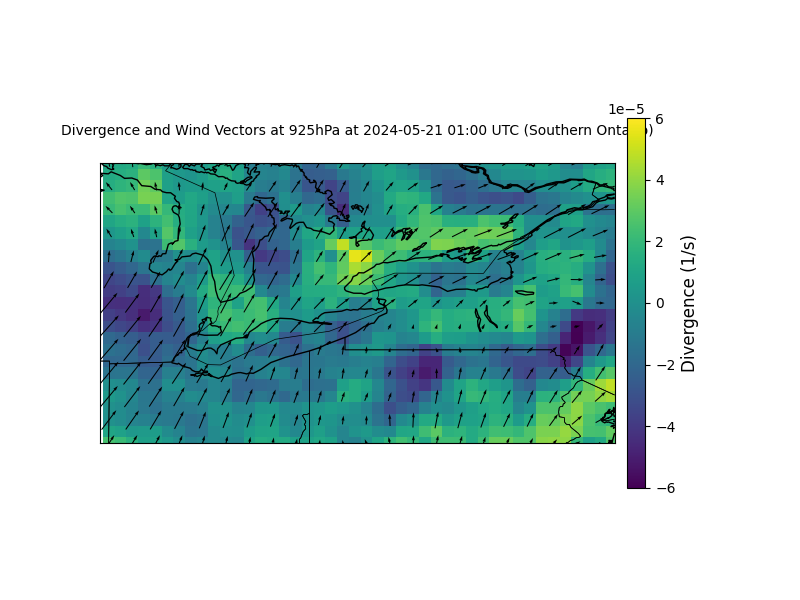 1e−5
Divergence and Wind Vectors at 925hPa at 2024-05-21 01:00 UTC (Southern Ontario)
6
4
2
0
−2
−4
−6
Divergence (1/s)